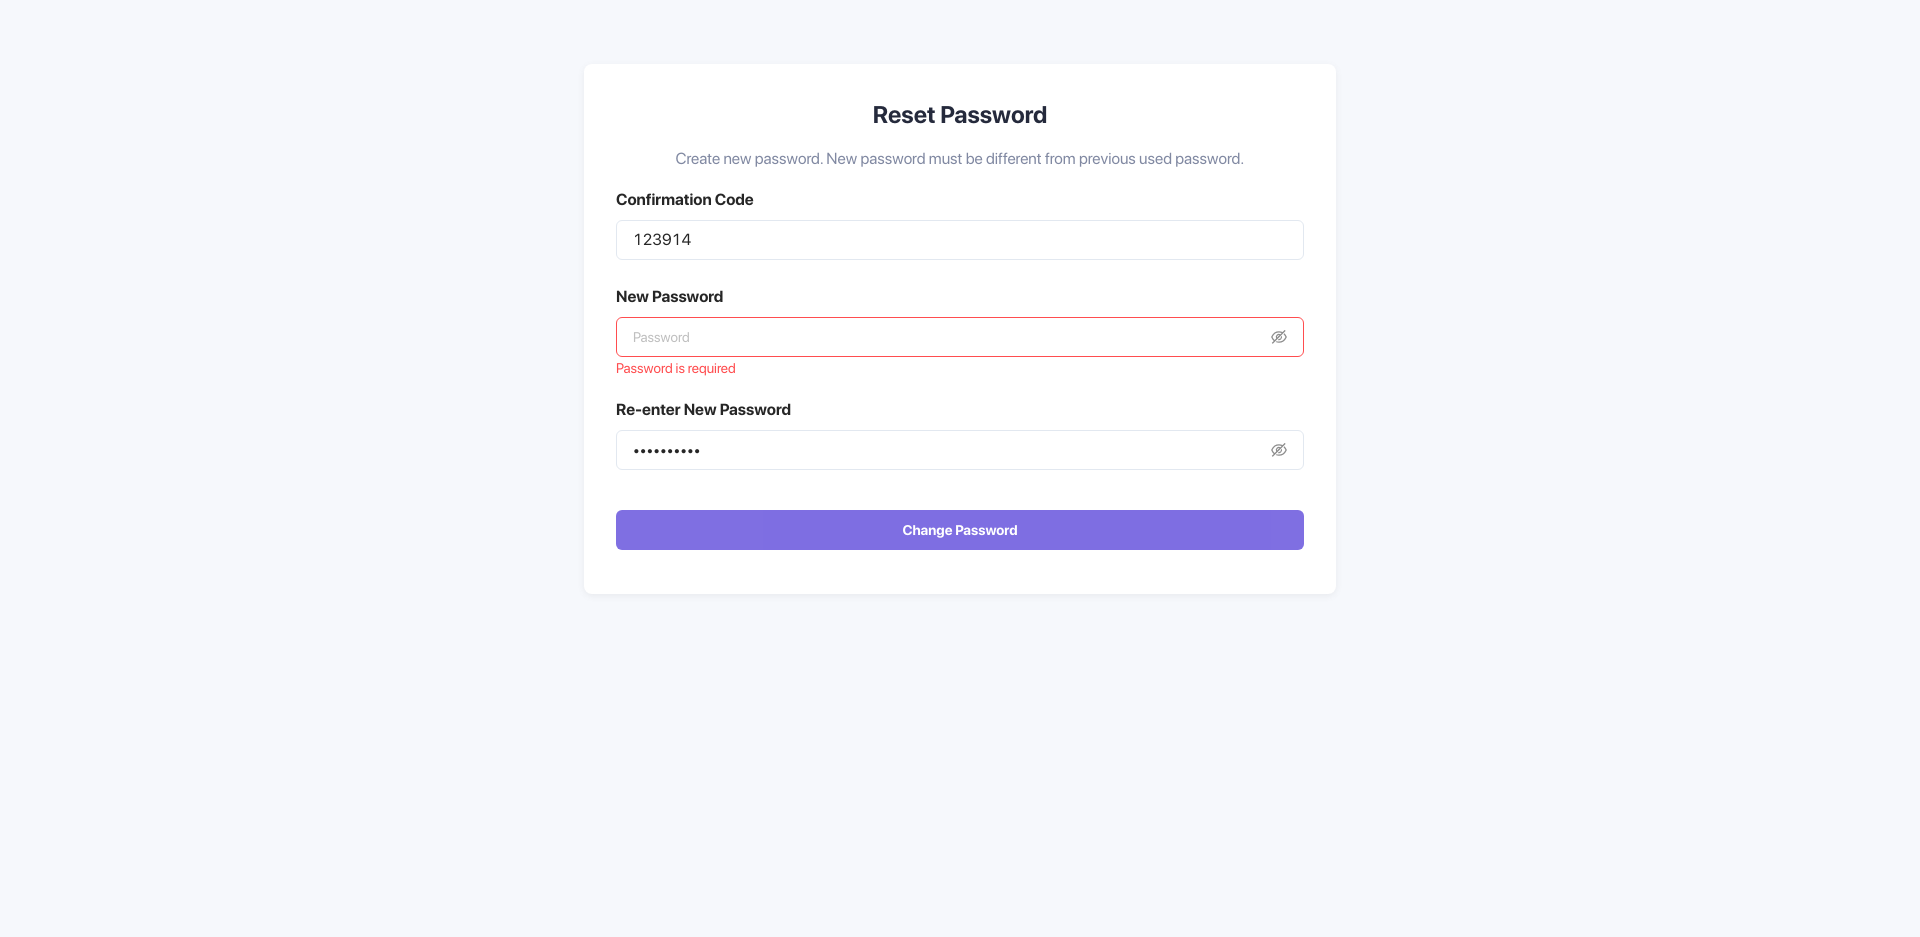 Reset Password
Create new password. New password must be different from previous used password.
Confirmation Code
123914
New Password
Password
Password is required
Re-enter New Password
••••••••••
Change Password